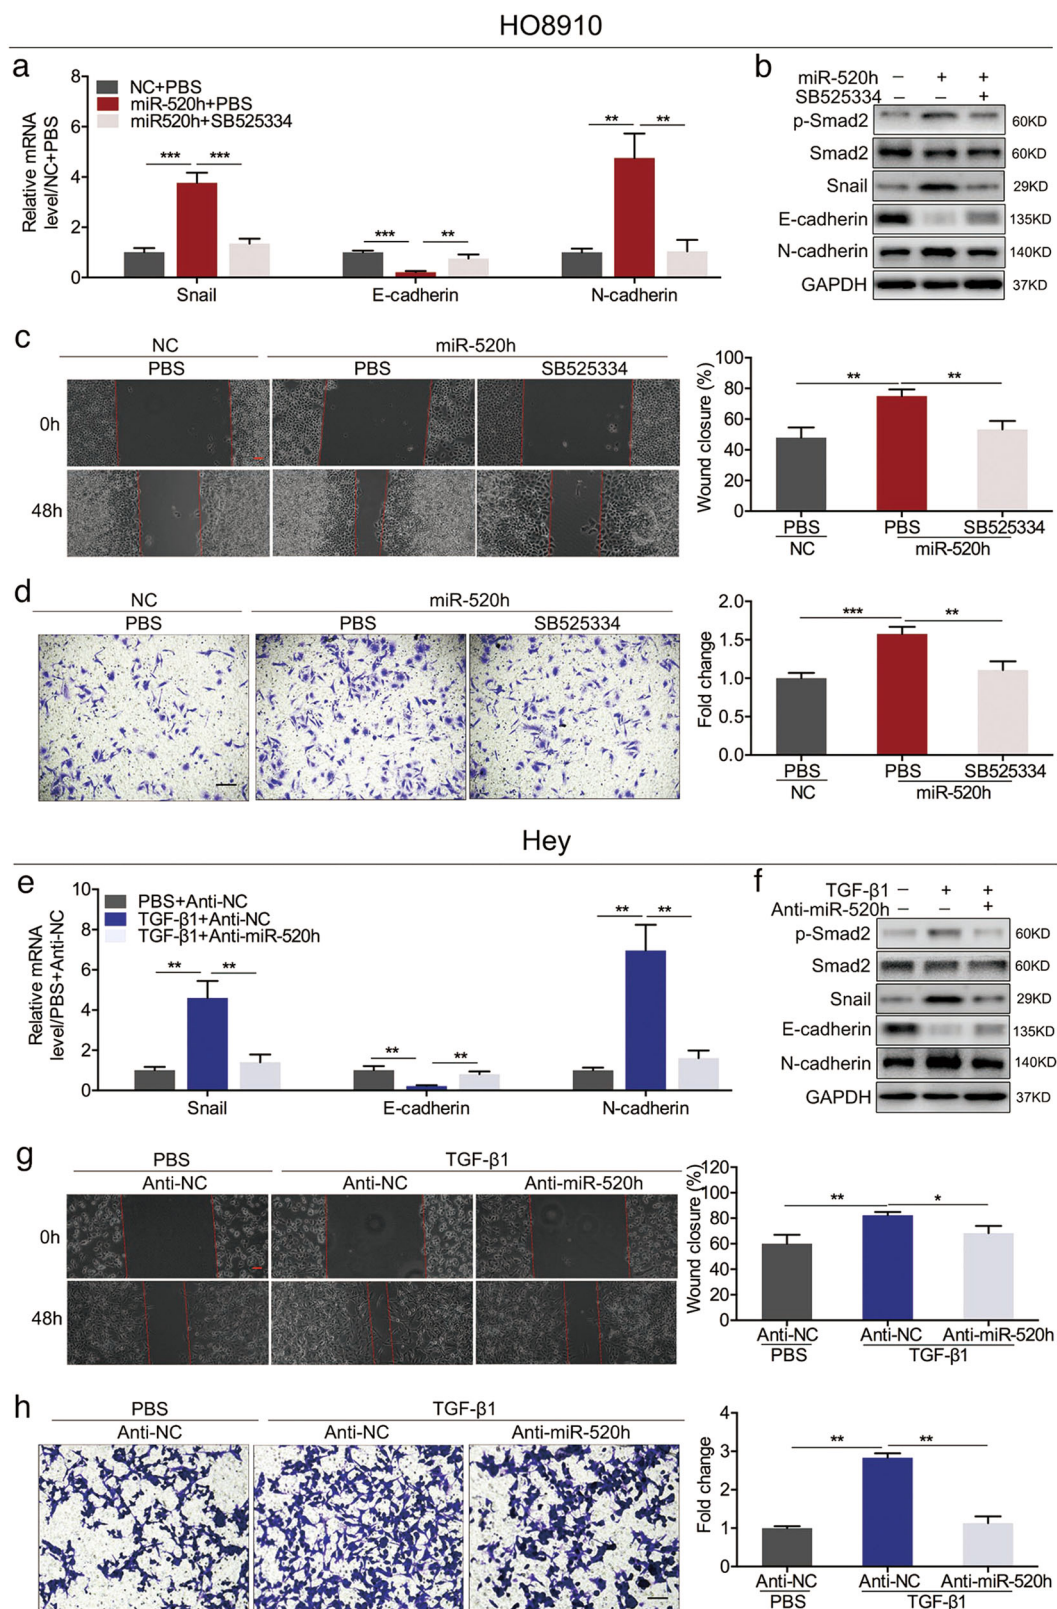 HO8910
a
8
6
4
2
0
Relative mRNA
level/NC+PBS
NC+PBS
miR-520h+PBS
miR520h+SB525334
*** ***
*** **
** **
Snail E-cadherin N-cadherin
b
miR-520h – + +
SB525334 – – +
p-Smad2 60KD
Smad2 60KD
Snail 29KD
E-cadherin 135KD
N-cadherin 140KD
GAPDH 37KD
c
NC miR-520h
PBS PBS SB525334
0h
48h
Wound closure (%)
100
80
60
40
20
0
** **
PBS PBS SB525334
NC miR-520h
d
NC miR-520h
PBS PBS SB525334
Fold change
2.0
1.5
1.0
0.5
0.0
*** **
PBS PBS SB525334
NC miR-520h
Hey
e
10
8
6
4
2
0
Relative mRNA
level/PBS+Anti-NC
PBS+Anti-NC
TGF-β1+Anti-NC
TGF-β1+Anti-miR-520h
** **
** **
** **
Snail E-cadherin N-cadherin
f
TGF-β1 – + +
Anti-miR-520h – – +
p-Smad2 60KD
Smad2 60KD
Snail 29KD
E-cadherin 135KD
N-cadherin 140KD
GAPDH 37KD
g
PBS TGF-β1
Anti-NC Anti-NC Anti-miR-520h
0h
48h
Wound closure (%)
120
100
80
60
40
20
0
** *
Anti-NC Anti-NC Anti-miR-520h
PBS TGF-β1
h
PBS TGF-β1
Anti-NC Anti-NC Anti-miR-520h
Fold change
4
3
2
1
0
** **
Anti-NC Anti-NC Anti-miR-520h
PBS TGF-β1